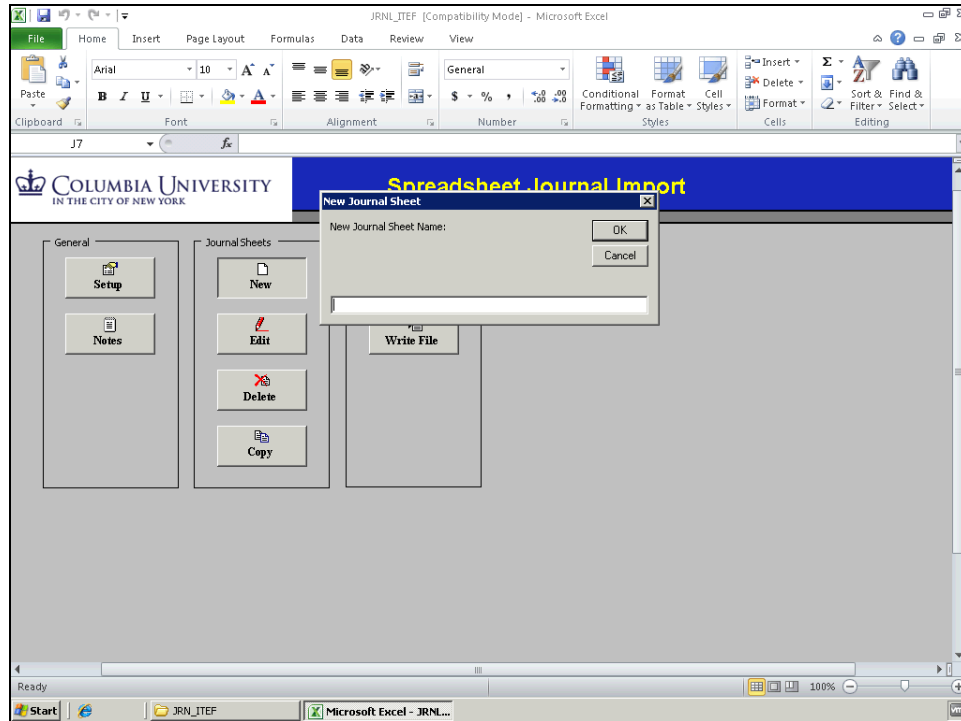 JRNL_ITEF [Compatibility Mode] - Microsoft Excel
File Home Insert Page Layout Formulas Data Review View
Paste
Arial 10 A A
B I U A
General
$ % , .0 .00 .00 .0
Conditional Formatting
Format as Table
Cell Styles
Insert
Delete
Format
Σ
Sort & Filter
Find & Select
Clipboard Font Alignment Number Styles Cells Editing
J7 fx
COLUMBIA UNIVERSITY
IN THE CITY OF NEW YORK
Spreadsheet Journal Import
New Journal Sheet
New Journal Sheet Name:
OK
Cancel
General
Setup
Notes
Journal Sheets
New
Edit
Delete
Copy
Write File
Ready 100%
Start JRN_ITEF Microsoft Excel - JRNL...